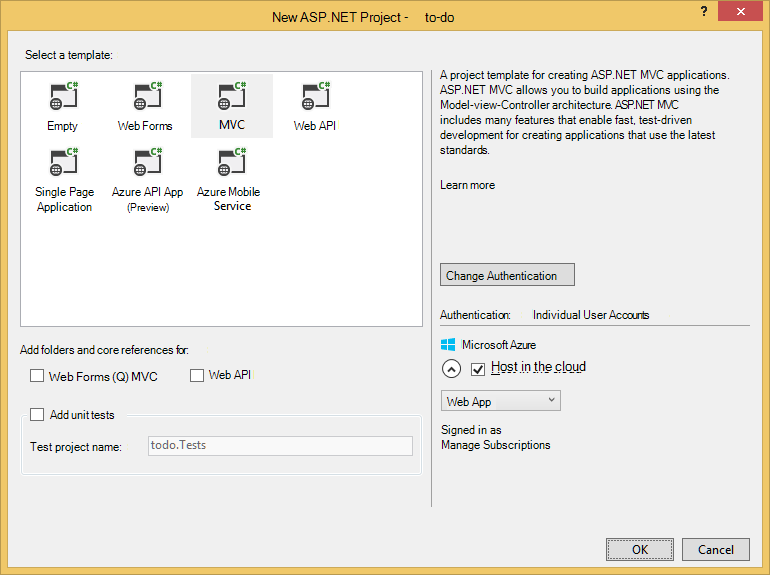 New ASP.NET Project - to-do
?
Select a template:
C# C# C# C#
Empty Web Forms MVC Web API
C# C# C#
Single Page Application
Azure API App (Preview)
Azure Mobile Service
A project template for creating ASP.NET MVC applications.
ASP.NET MVC allows you to build applications using the
Model-view-Controller architecture. ASP.NET MVC
includes many features that enable fast, test-driven
development for creating applications that use the latest
standards.
Learn more
Change Authentication
Authentication: Individual User Accounts
Microsoft Azure
Host in the cloud
Web App
Signed in as
Manage Subscriptions
Add folders and core references for:
Web Forms (Q) MVC Web API
Add unit tests
Test project name: todo.Tests
OK Cancel